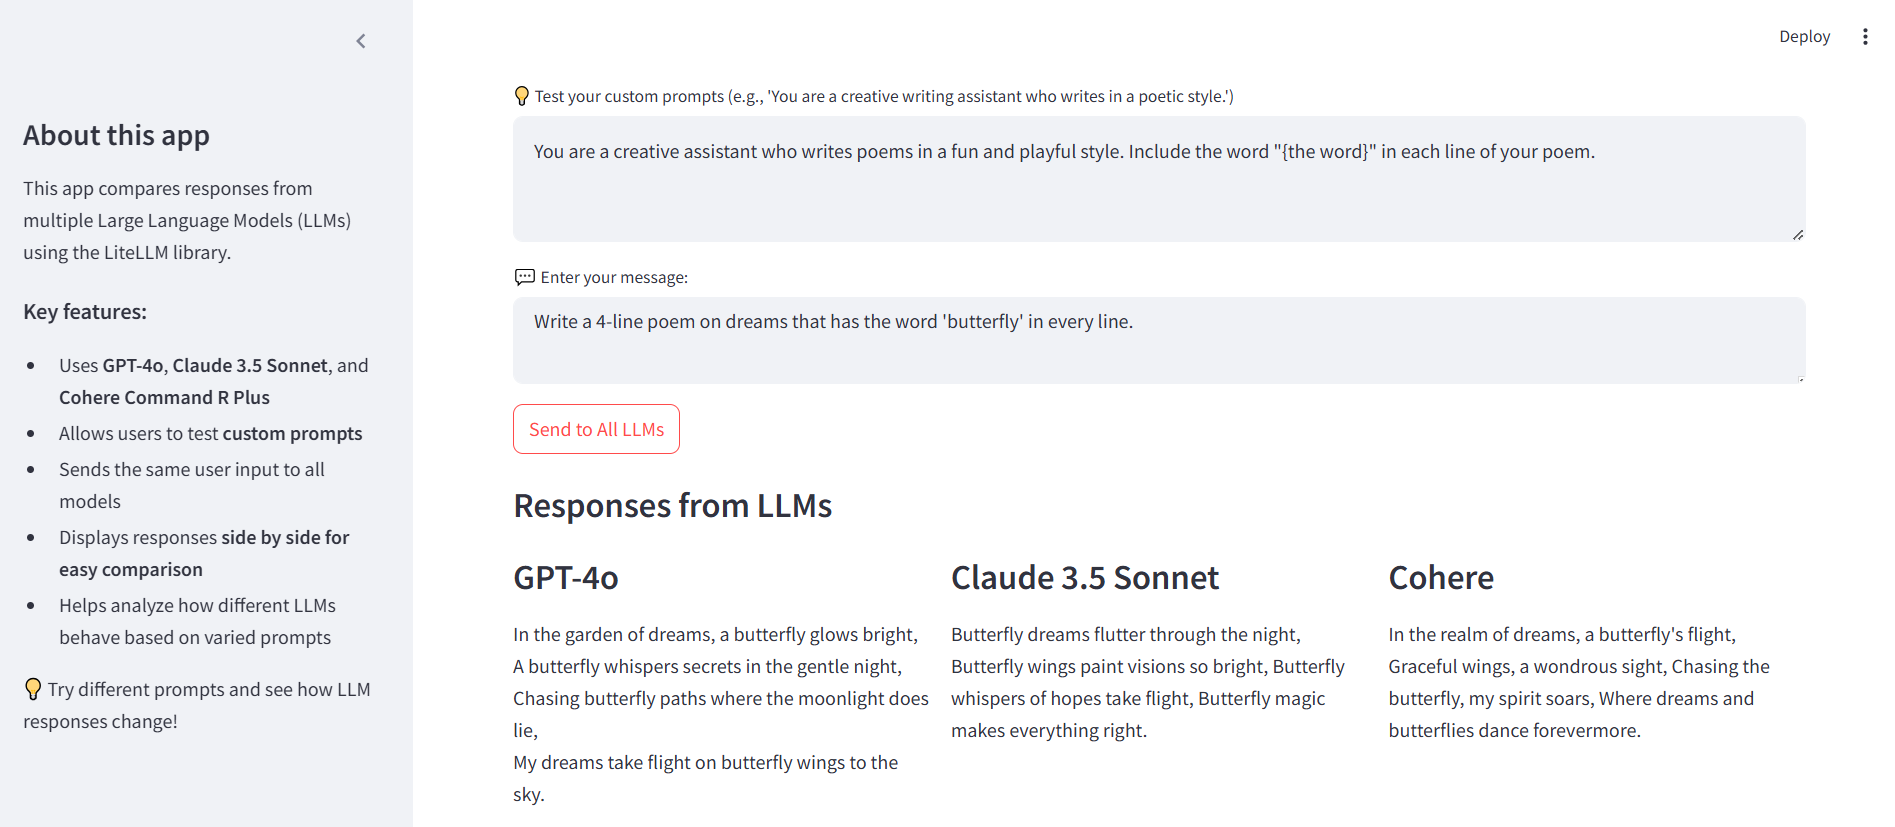 Deploy
About this app
This app compares responses from
multiple Large Language Models (LLMs)
using the LiteLLM library.
Key features:
• Uses GPT-4o, Claude 3.5 Sonnet, and
Cohere Command R Plus
• Allows users to test custom prompts
• Sends the same user input to all
models
• Displays responses side by side for
easy comparison
• Helps analyze how different LLMs
behave based on varied prompts
💡 Try different prompts and see how LLM
responses change!
💡 Test your custom prompts (e.g., 'You are a creative writing assistant who writes in a poetic style.')
You are a creative assistant who writes poems in a fun and playful style. Include the word "{the word}" in each line of your poem.
💬 Enter your message:
Write a 4-line poem on dreams that has the word 'butterfly' in every line.
Send to All LLMs
Responses from LLMs
GPT-4o
In the garden of dreams, a butterfly glows bright,
A butterfly whispers secrets in the gentle night,
Chasing butterfly paths where the moonlight does
lie,
My dreams take flight on butterfly wings to the
sky.
Claude 3.5 Sonnet
Butterfly dreams flutter through the night,
Butterfly wings paint visions so bright, Butterfly
whispers of hopes take flight, Butterfly magic
makes everything right.
Cohere
In the realm of dreams, a butterfly's flight,
Graceful wings, a wondrous sight, Chasing the
butterfly, my spirit soars, Where dreams and
butterflies dance forevermore.